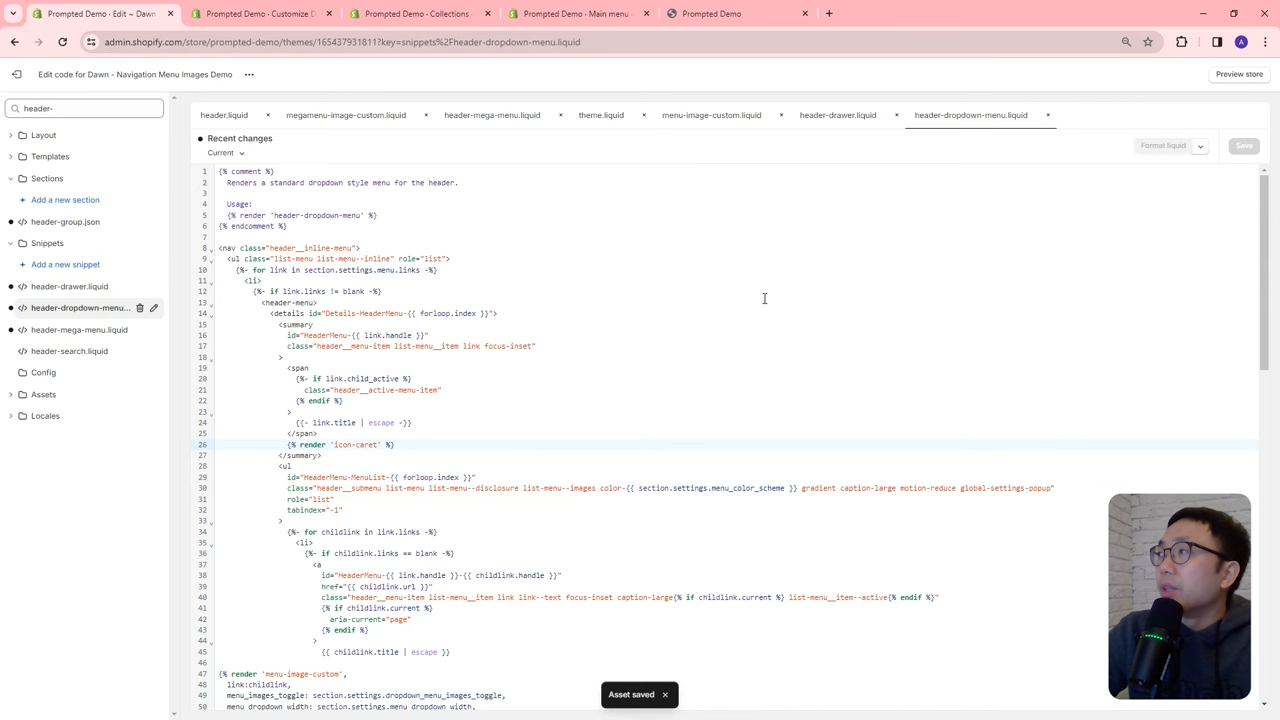 Prompted Demo - Edit ~ Dawn
Prompted Demo - Customize D
Prompted Demo - Collections -
Prompted Demo - Main menu -
Prompted Demo
admin.shopify.com/store/prompted-demo/themes/165437931811?key=snippets%2Fheader-dropdown-menu.liquid
A
Edit code for Dawn - Navigation Menu Images Demo
Preview store
header-
Layout
Templates
Sections
Add a new section
header-group.json
Snippets
Add a new snippet
header-drawer.liquid
header-dropdown-menu...
header-mega-menu.liquid
header-search.liquid
Config
Assets
Locales
header.liquid
megamenu-image-custom.liquid
header-mega-menu.liquid
theme.liquid
menu-image-custom.liquid
header-drawer.liquid
header-dropdown-menu.liquid
Recent changes
Current
Format liquid
Save
1 {% comment %}
2 Renders a standard dropdown style menu for the header.
3
4 Usage:
5 {% render 'header-dropdown-menu' %}
6 {% endcomment %}
7
8 <nav class="header__inline-menu">
9 <ul class="list-menu list-menu--inline" role="list">
10 {%- for link in section.settings.menu.links -%}
11 <li>
12 {%- if link.links != blank -%}
13 <header-menu>
14 <details id="Details-HeaderMenu-{{ forloop.index }}">
15 <summary
16 id="HeaderMenu-{{ link.handle }}"
17 class="header__menu-item list-menu__item link focus-inset"
18 >
19 <span
20 {%- if link.child_active %}
21 class="header__active-menu-item"
22 {% endif %}
23 >
24 {{- link.title | escape -}}
25 </span>
26 {% render 'icon-caret' %}
27 </summary>
28 <ul
29 id="HeaderMenu-MenuList-{{ forloop.index }}"
30 class="header__submenu list-menu list-menu--disclosure list-menu--images color-{{ section.settings.menu_color_scheme }} gradient caption-large motion-reduce global-settings-popup"
31 role="list"
32 tabindex="-1"
33 >
34 {%- for childlink in link.links -%}
35 <li>
36 {%- if childlink.links == blank -%}
37 <a
38 id="HeaderMenu-{{ link.handle }}-{{ childlink.handle }}"
39 href="{{ childlink.url }}"
40 class="header__menu-item list-menu__item link link--text focus-inset caption-large{% if childlink.current %} list-menu__item--active{% endif %}"
41 {% if childlink.current %}
42 aria-current="page"
43 {% endif %}
44 >
45 {{ childlink.title | escape }}
46
47 {% render 'menu-image-custom',
48 link:childlink,
49 menu_images_toggle: section.settings.dropdown_menu_images_toggle,
50 menu_dropdown_width: section.settings.menu_dropdown_width,
Asset saved